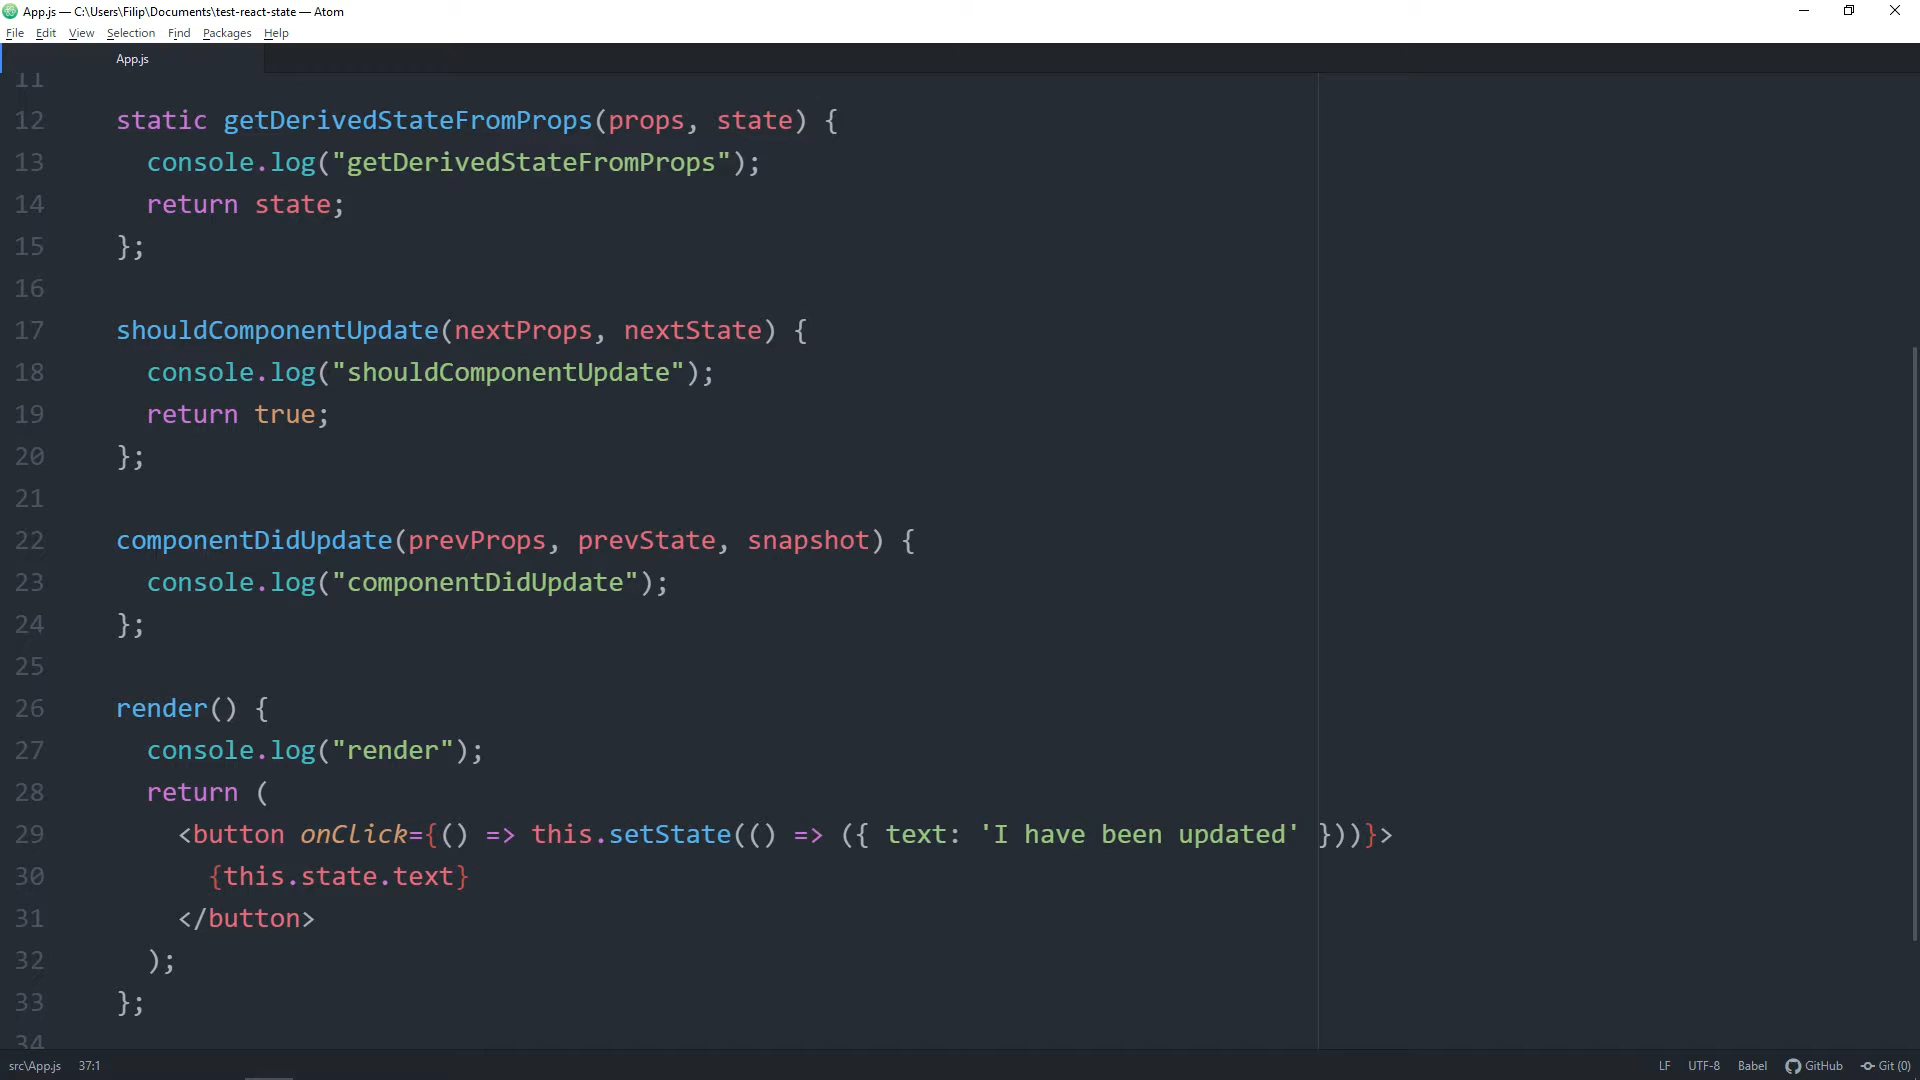 App.js — C:\Users\Filip\Documents\test-react-state — Atom
File Edit View Selection Find Packages Help
App.js
11
12 static getDerivedStateFromProps(props, state) {
13 console.log("getDerivedStateFromProps");
14 return state;
15 };
16
17 shouldComponentUpdate(nextProps, nextState) {
18 console.log("shouldComponentUpdate");
19 return true;
20 };
21
22 componentDidUpdate(prevProps, prevState, snapshot) {
23 console.log("componentDidUpdate");
24 };
25
26 render() {
27 console.log("render");
28 return (
29 <button onClick={() => this.setState(() => ({ text: 'I have been updated' }))}>
30 {this.state.text}
31 </button>
32 );
33 };
34
src\App.js 37:1 LF UTF-8 Babel GitHub Git (0)